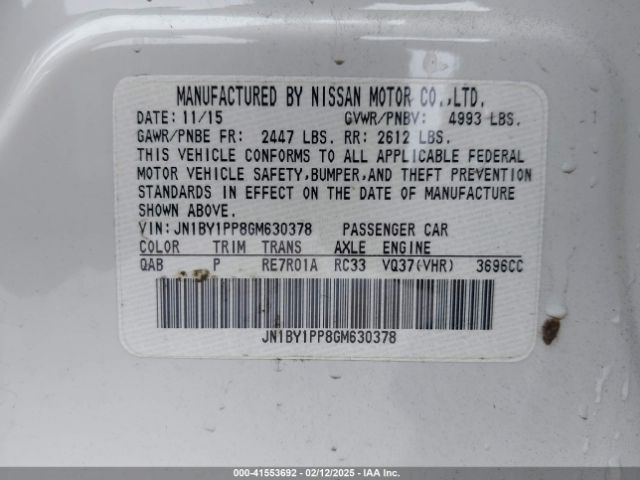 MANUFACTURED BY NISSAN MOTOR CO.,LTD.
DATE: 11/15 GVWR/PNBV: 4993 LBS.
GAWR/PNBE FR: 2447 LBS. RR: 2612 LBS.
THIS VEHICLE CONFORMS TO ALL APPLICABLE FEDERAL
MOTOR VEHICLE SAFETY,BUMPER,AND THEFT PREVENTION
STANDARDS IN EFFECT ON THE DATE OF MANUFACTURE
SHOWN ABOVE.
VIN:JN1BY1PP8GM630378 PASSENGER CAR
COLOR TRIM TRANS AXLE ENGINE
QAB P RE7R01A RC33 VQ37(VHR) 3696CC
JN1BY1PP8GM630378
000-41553692 - 02/12/2025 - IAAI.COM